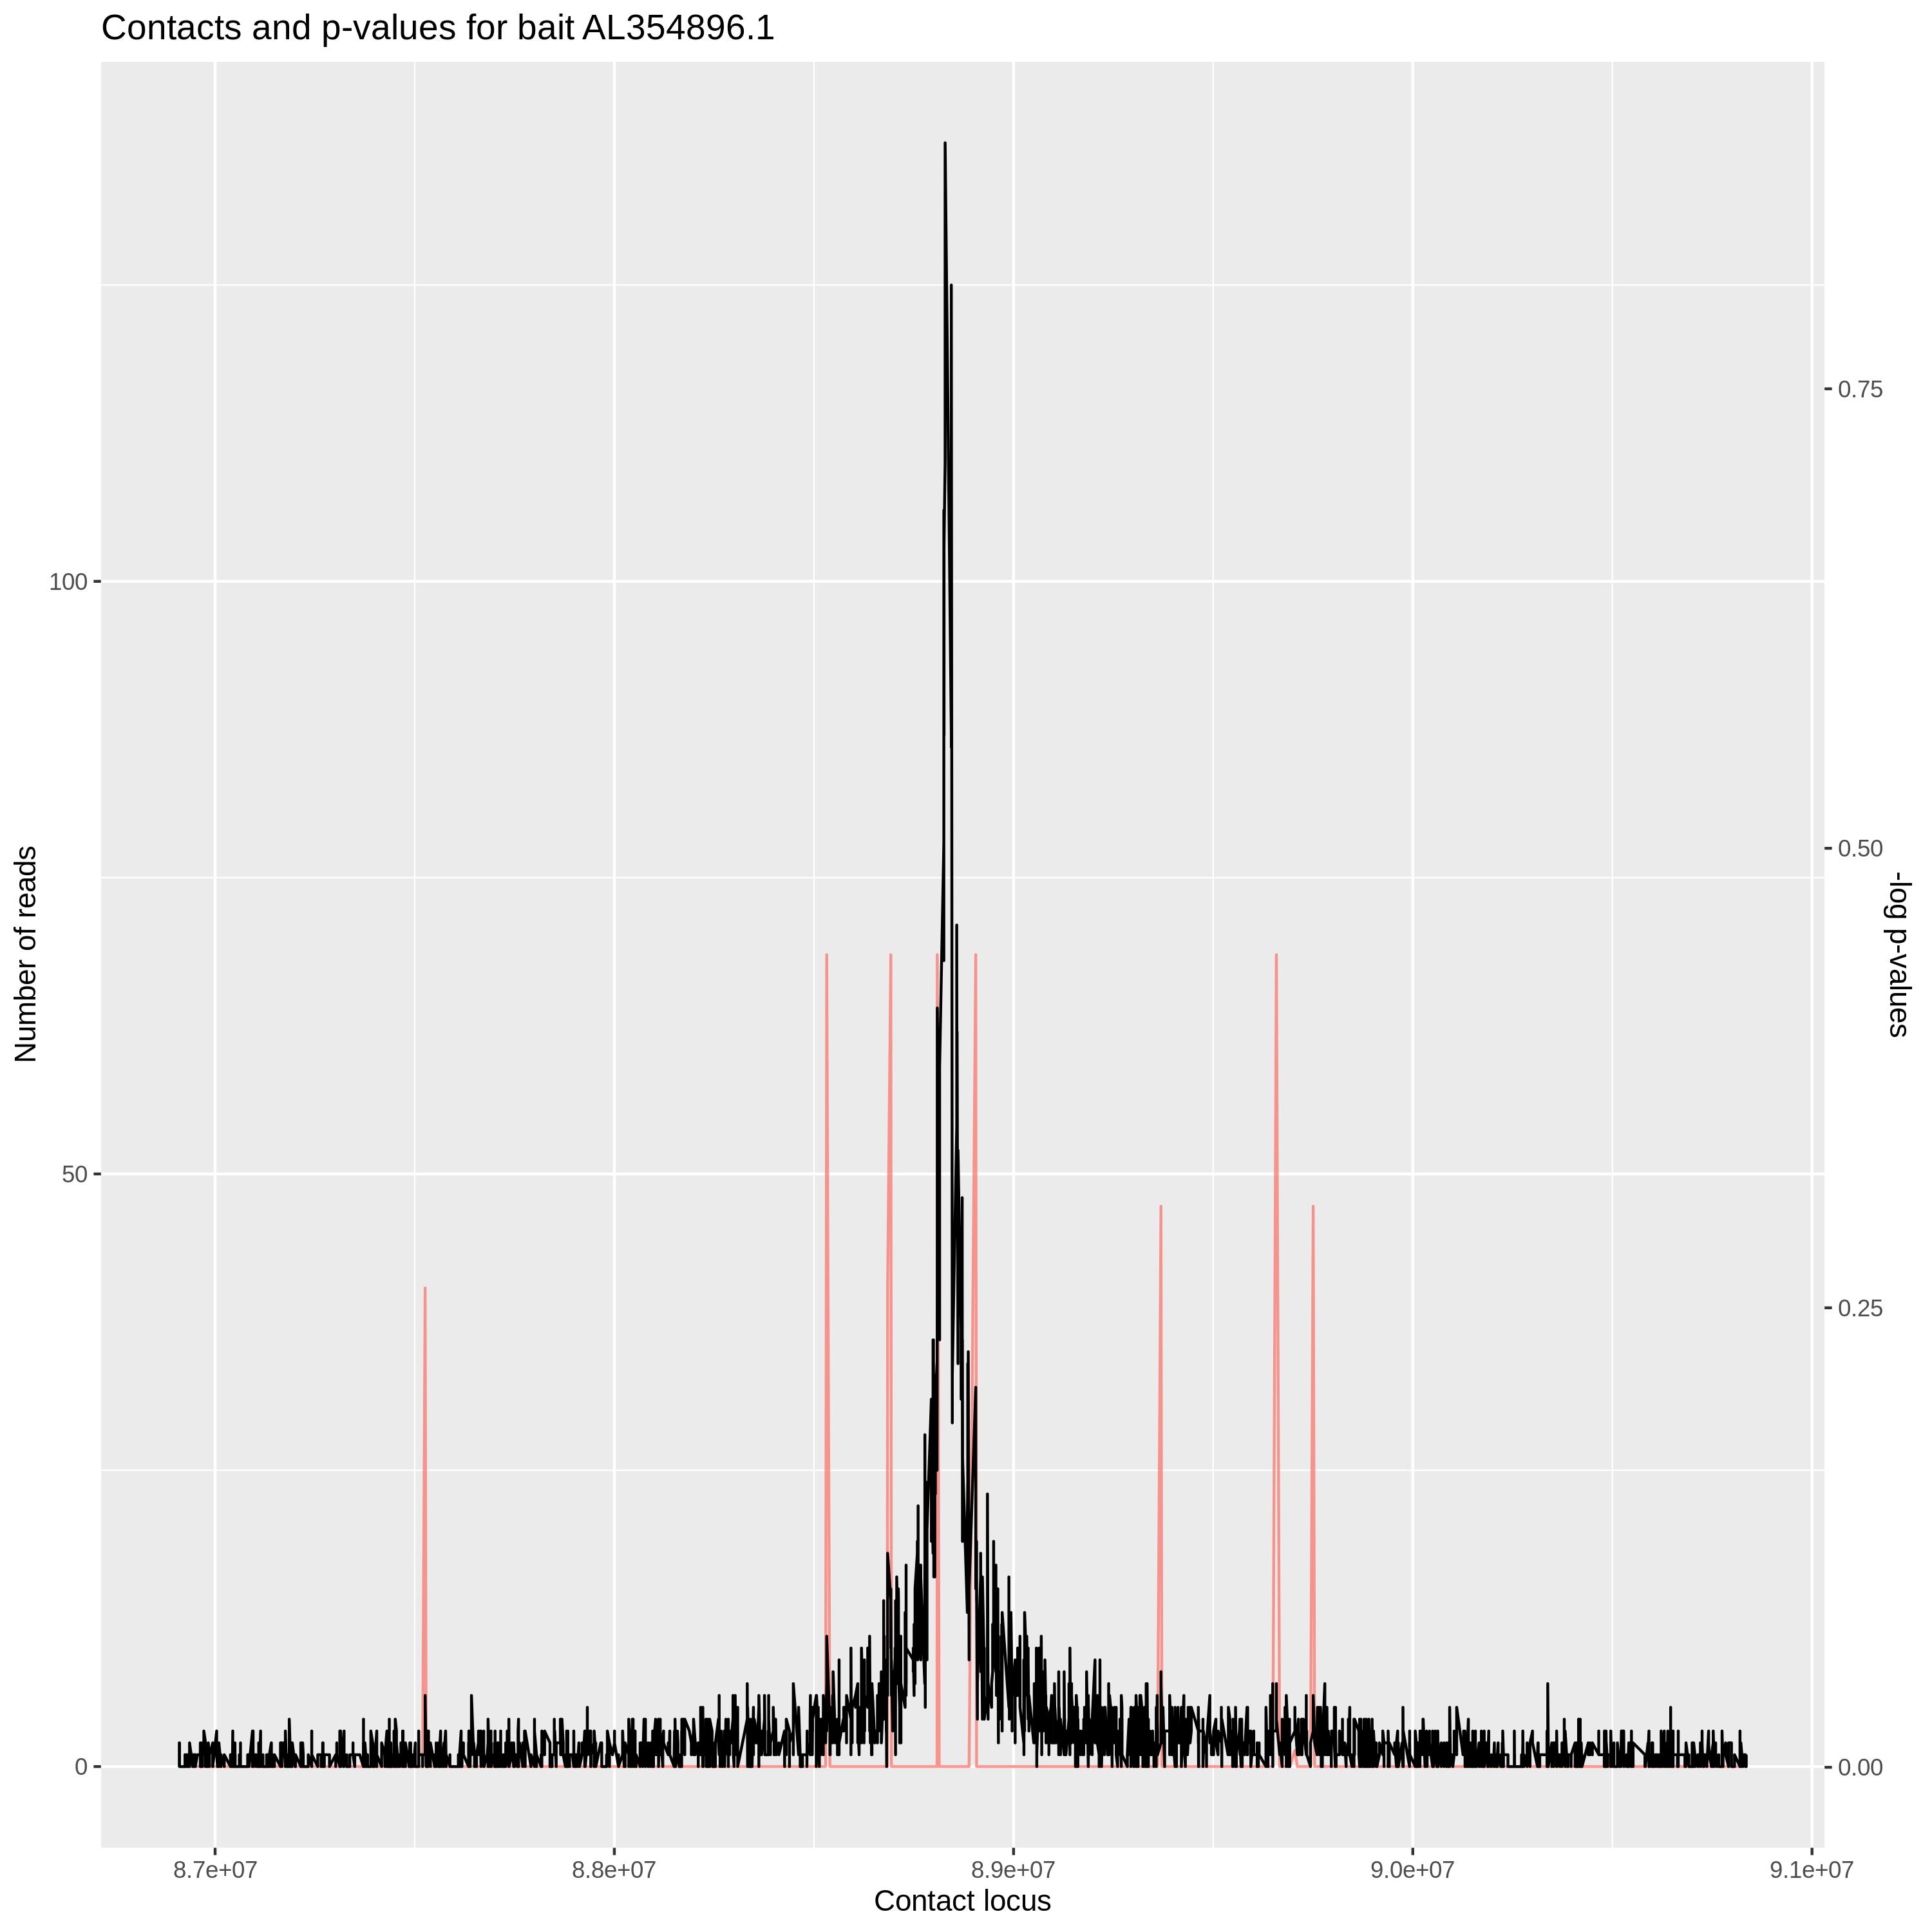 Contacts and p-values for bait AL354896.1
Number of reads
100
50
0
0.75
0.50
0.25
0.00
-log p-values
8.7e+07 8.8e+07 8.9e+07 9.0e+07 9.1e+07
Contact locus